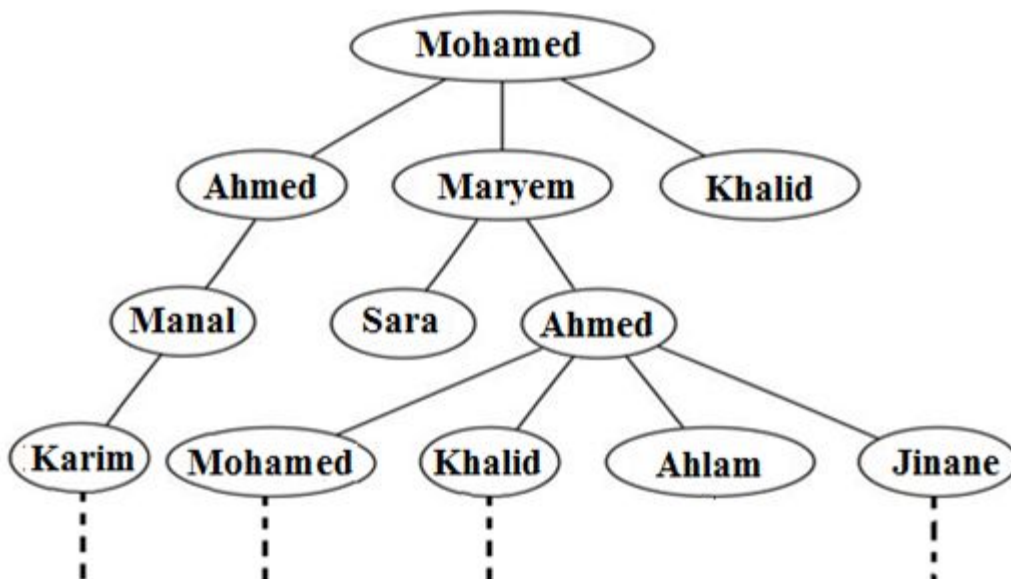 Mohamed
Ahmed Maryem Khalid
Manal Sara Ahmed
Karim Mohamed Khalid Ahlam Jinane